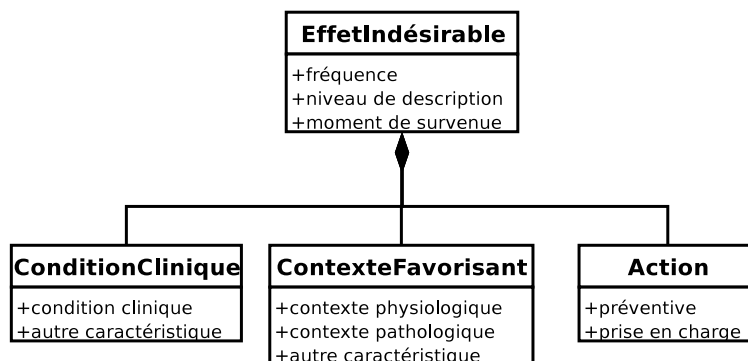 EffetIndésirable
+fréquence
+niveau de description
+moment de survenue
ConditionClinique
+condition clinique
+autre caractéristique
ContexteFavorisant
+contexte physiologique
+contexte pathologique
+autre caractéristique
Action
+préventive
+prise en charge